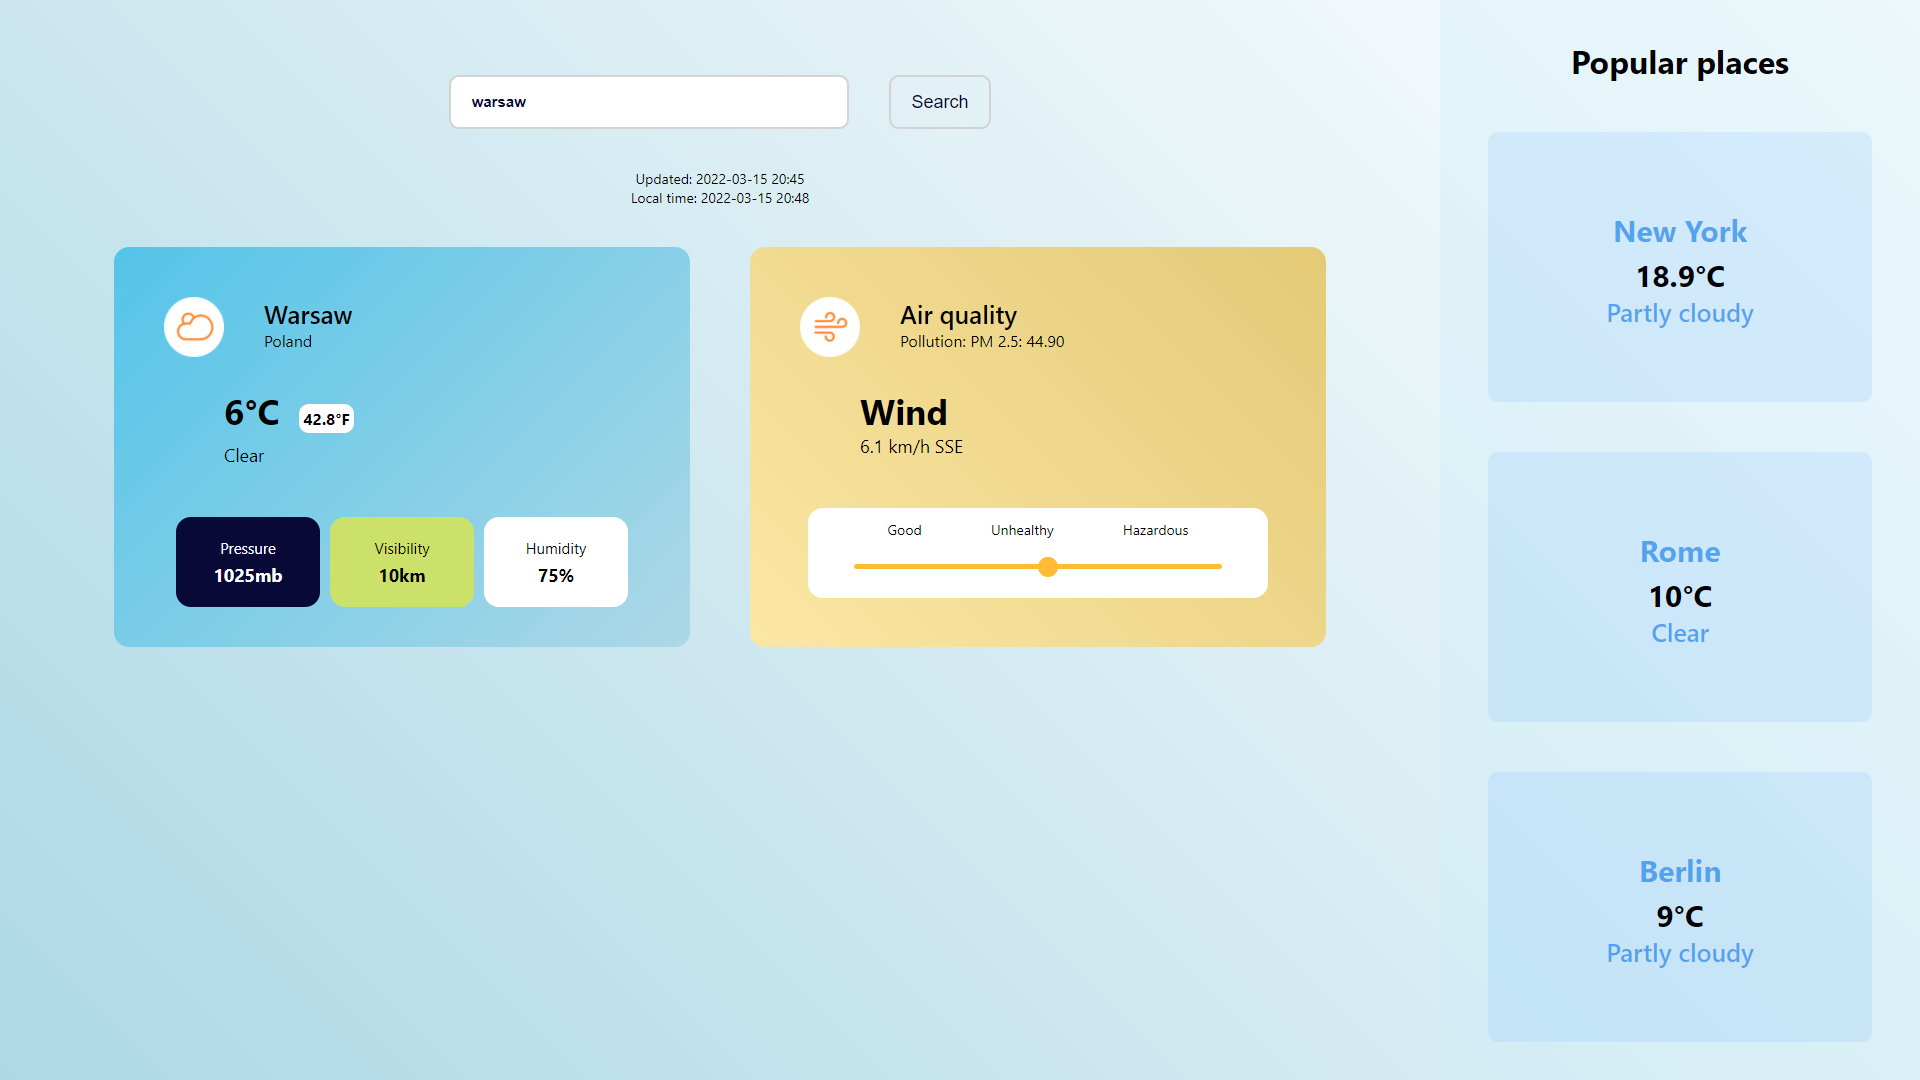 warsaw
Search
Updated: 2022-03-15 20:45
Local time: 2022-03-15 20:48
Warsaw
Poland
6°C
42.8°F
Clear
Pressure
1025mb
Visibility
10km
Humidity
75%
Air quality
Pollution: PM 2.5: 44.90
Wind
6.1 km/h SSE
Good Unhealthy Hazardous
Popular places
New York
18.9°C
Partly cloudy
Rome
10°C
Clear
Berlin
9°C
Partly cloudy